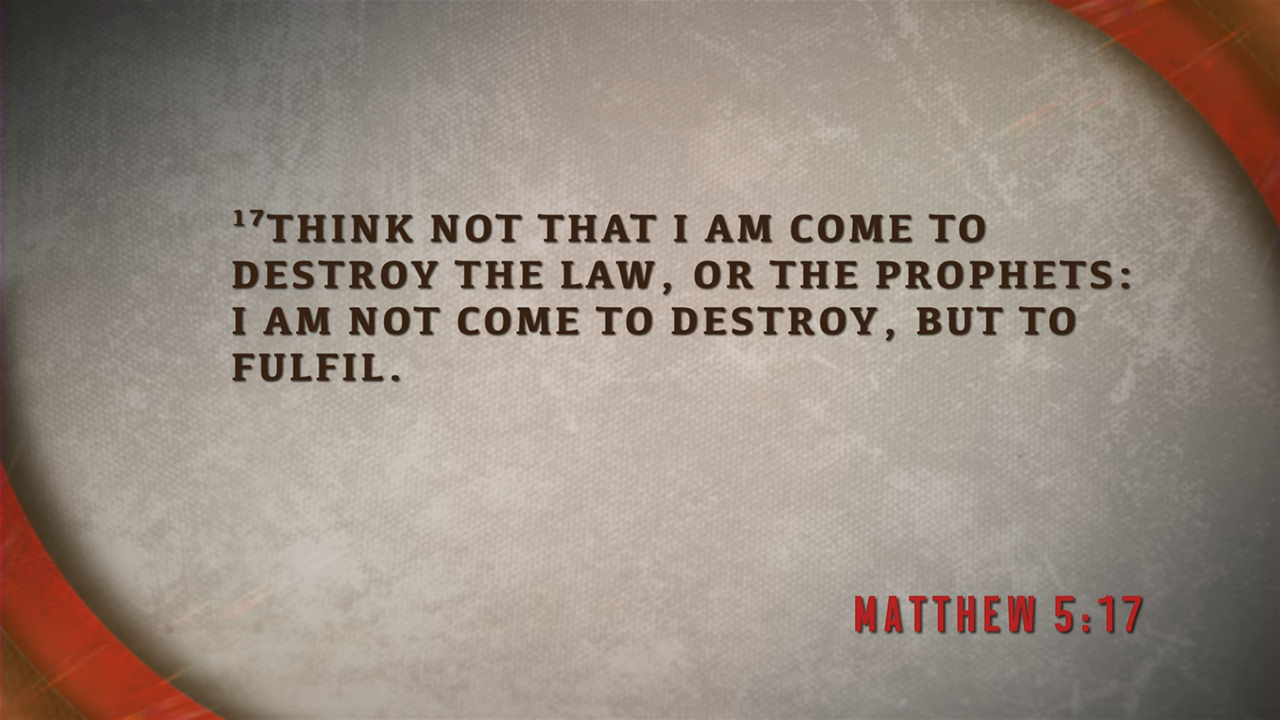 ¹⁷THINK NOT THAT I AM COME TO
DESTROY THE LAW, OR THE PROPHETS:
I AM NOT COME TO DESTROY, BUT TO
FULFIL.
MATTHEW 5:17